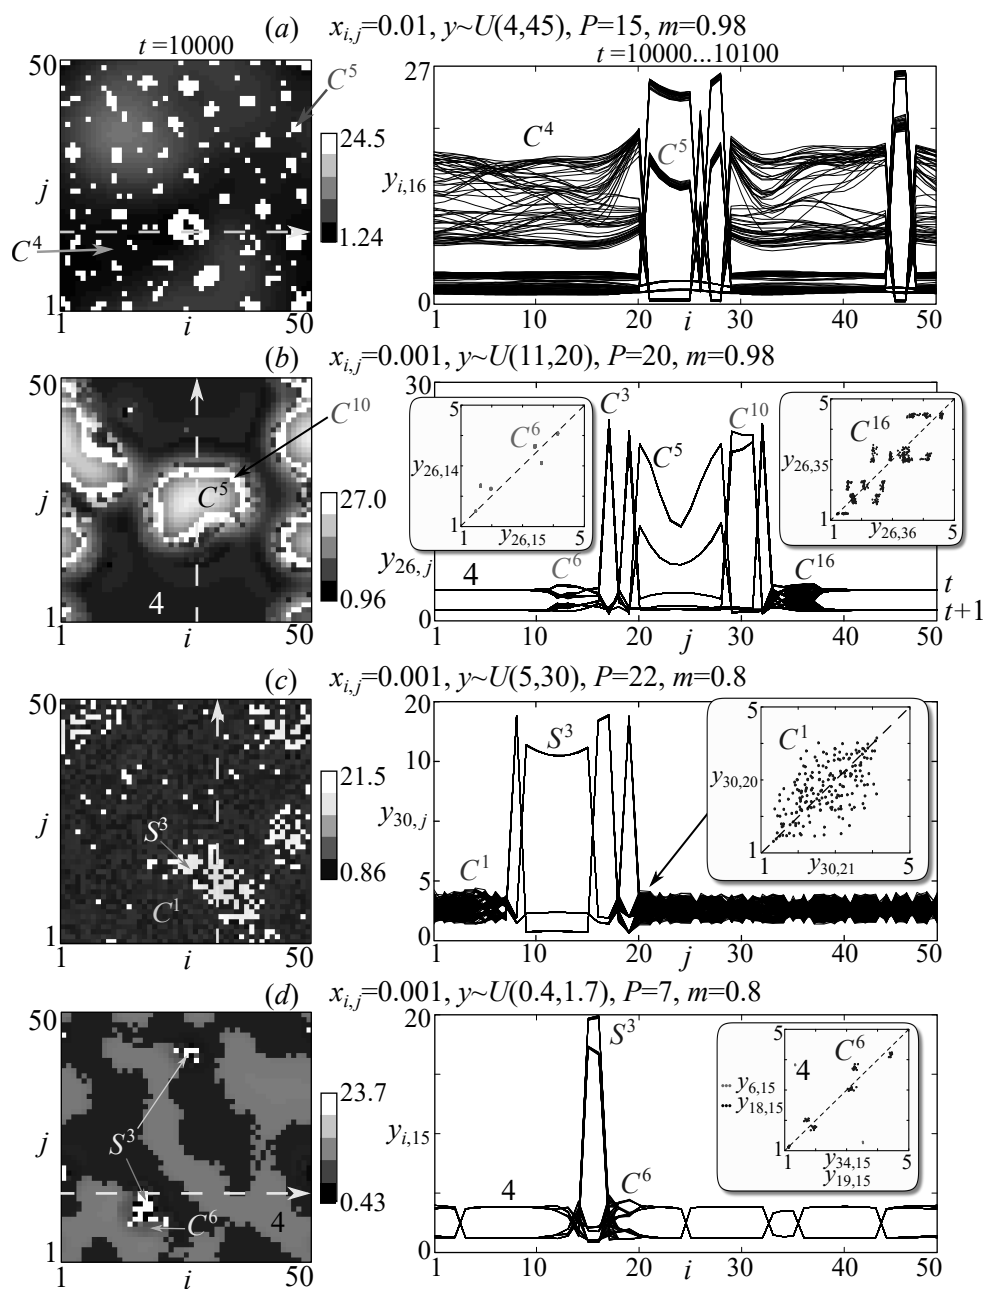 (a) x_{i,j}=0.01, y~U(4,45), P=15, m=0.98
t=10000
t=10000...10100
50
j
1
1
i
50
C^5
C^4
24.5
1.24
27
y_{i,16}
0
C^4
C^5
1
10
20
i
30
40
50
(b) x_{i,j}=0.001, y~U(11,20), P=20, m=0.98
50
j
1
1
i
50
C^10
C^5
4
27.0
0.96
30
y_{26,j}
0
5
y_{26,14}
1
C^6
1
y_{26,15}
5
C^3
C^5
C^10
5
C^16
y_{26,35}
1
1
y_{26,36}
5
4
C^6
C^16
t
t+1
10
20
30
j
40
50
(c) x_{i,j}=0.001, y~U(5,30), P=22, m=0.8
50
j
1
1
i
50
S^3
C^1
21.5
0.86
20
10
y_{30,j}
5
0
C^1
S^3
5
C^1
y_{30,20}
1
1
y_{30,21}
5
1
10
20
30
j
40
50
(d) x_{i,j}=0.001, y~U(0.4,1.7), P=7, m=0.8
50
j
1
1
i
50
S^3
C^6
4
23.7
0.43
20
y_{i,15}
0
S^3
4
C^6
5
4
C^6
y_{6,15}
y_{18,15}
1
1
5
y_{34,15}
y_{19,15}
1
10
20
i
30
40
50